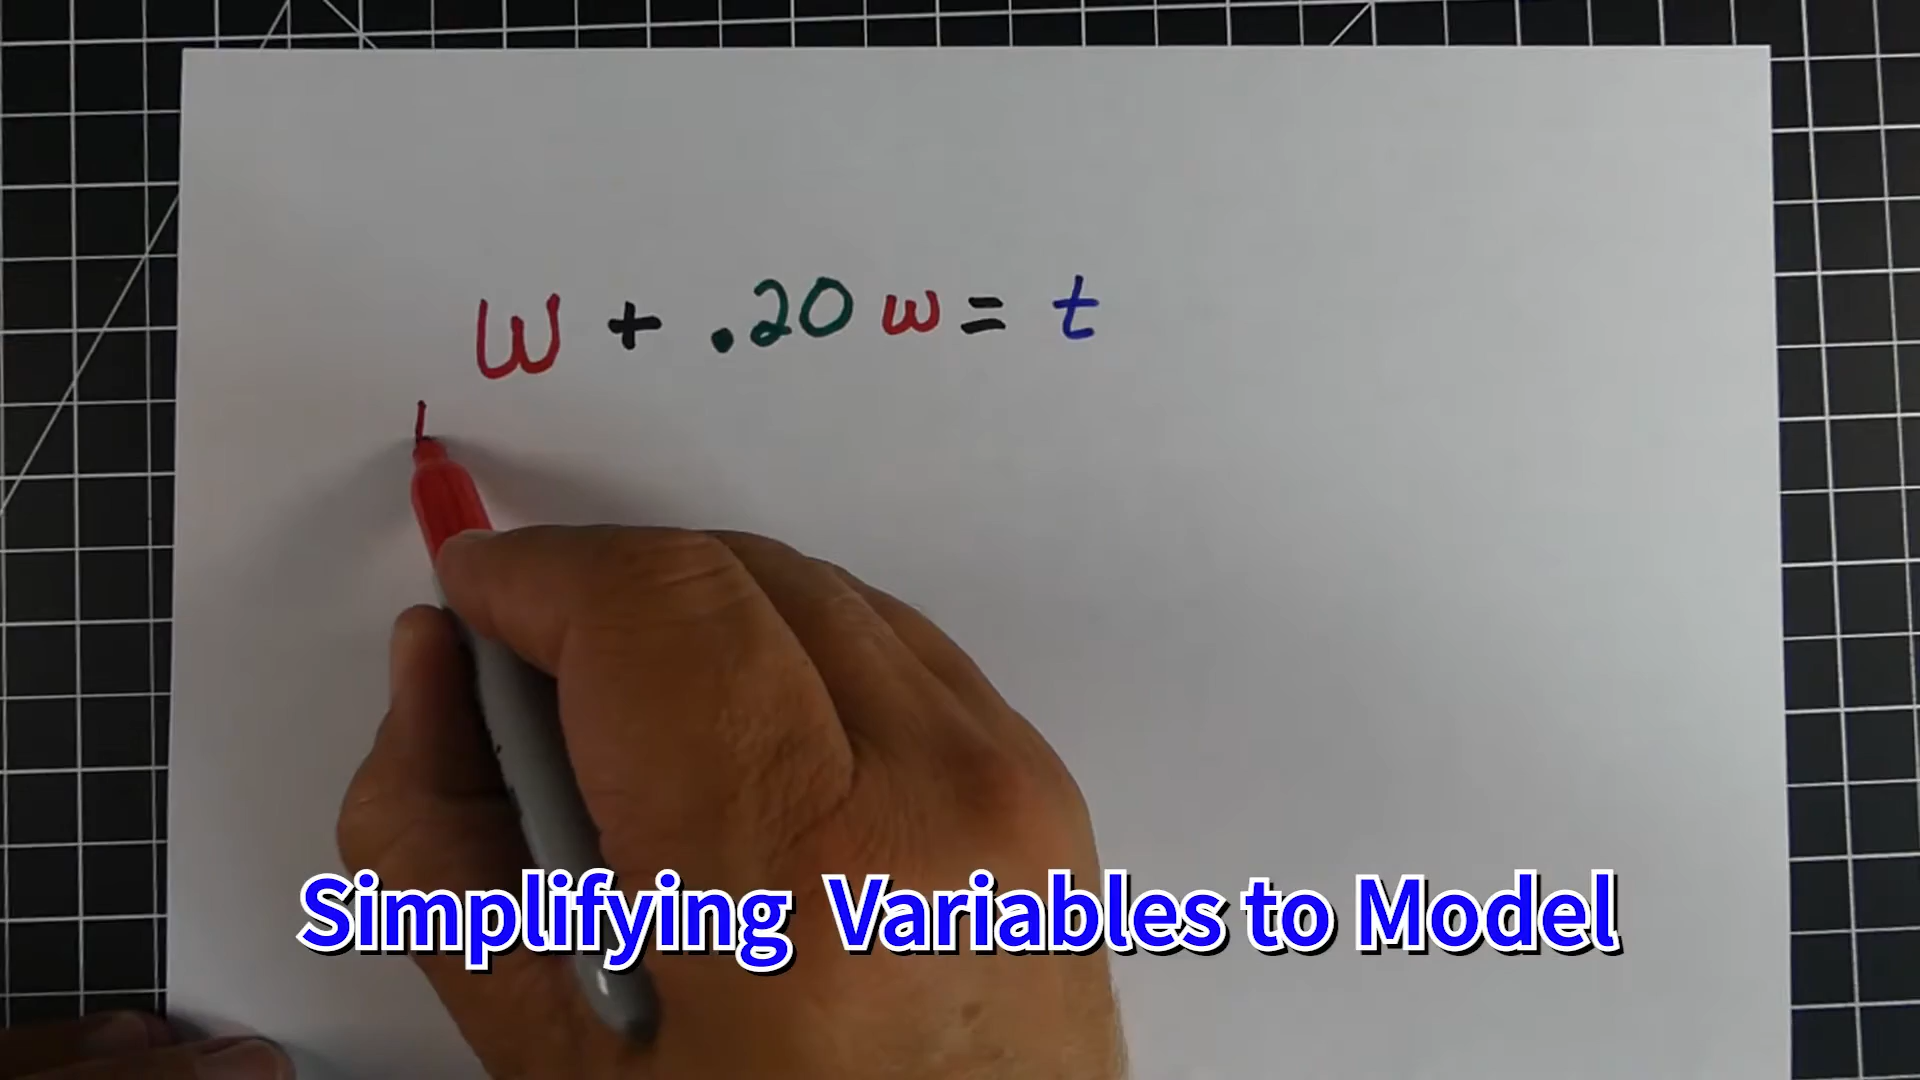 W + .20 w = t
Simplifying Variables to Model